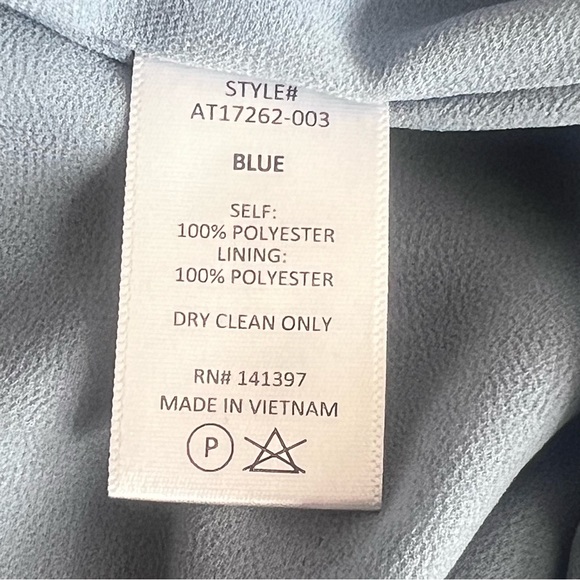 STYLE#
AT17262-003
BLUE
SELF:
100% POLYESTER
LINING:
100% POLYESTER
DRY CLEAN ONLY
RN# 141397
MADE IN VIETNAM
P